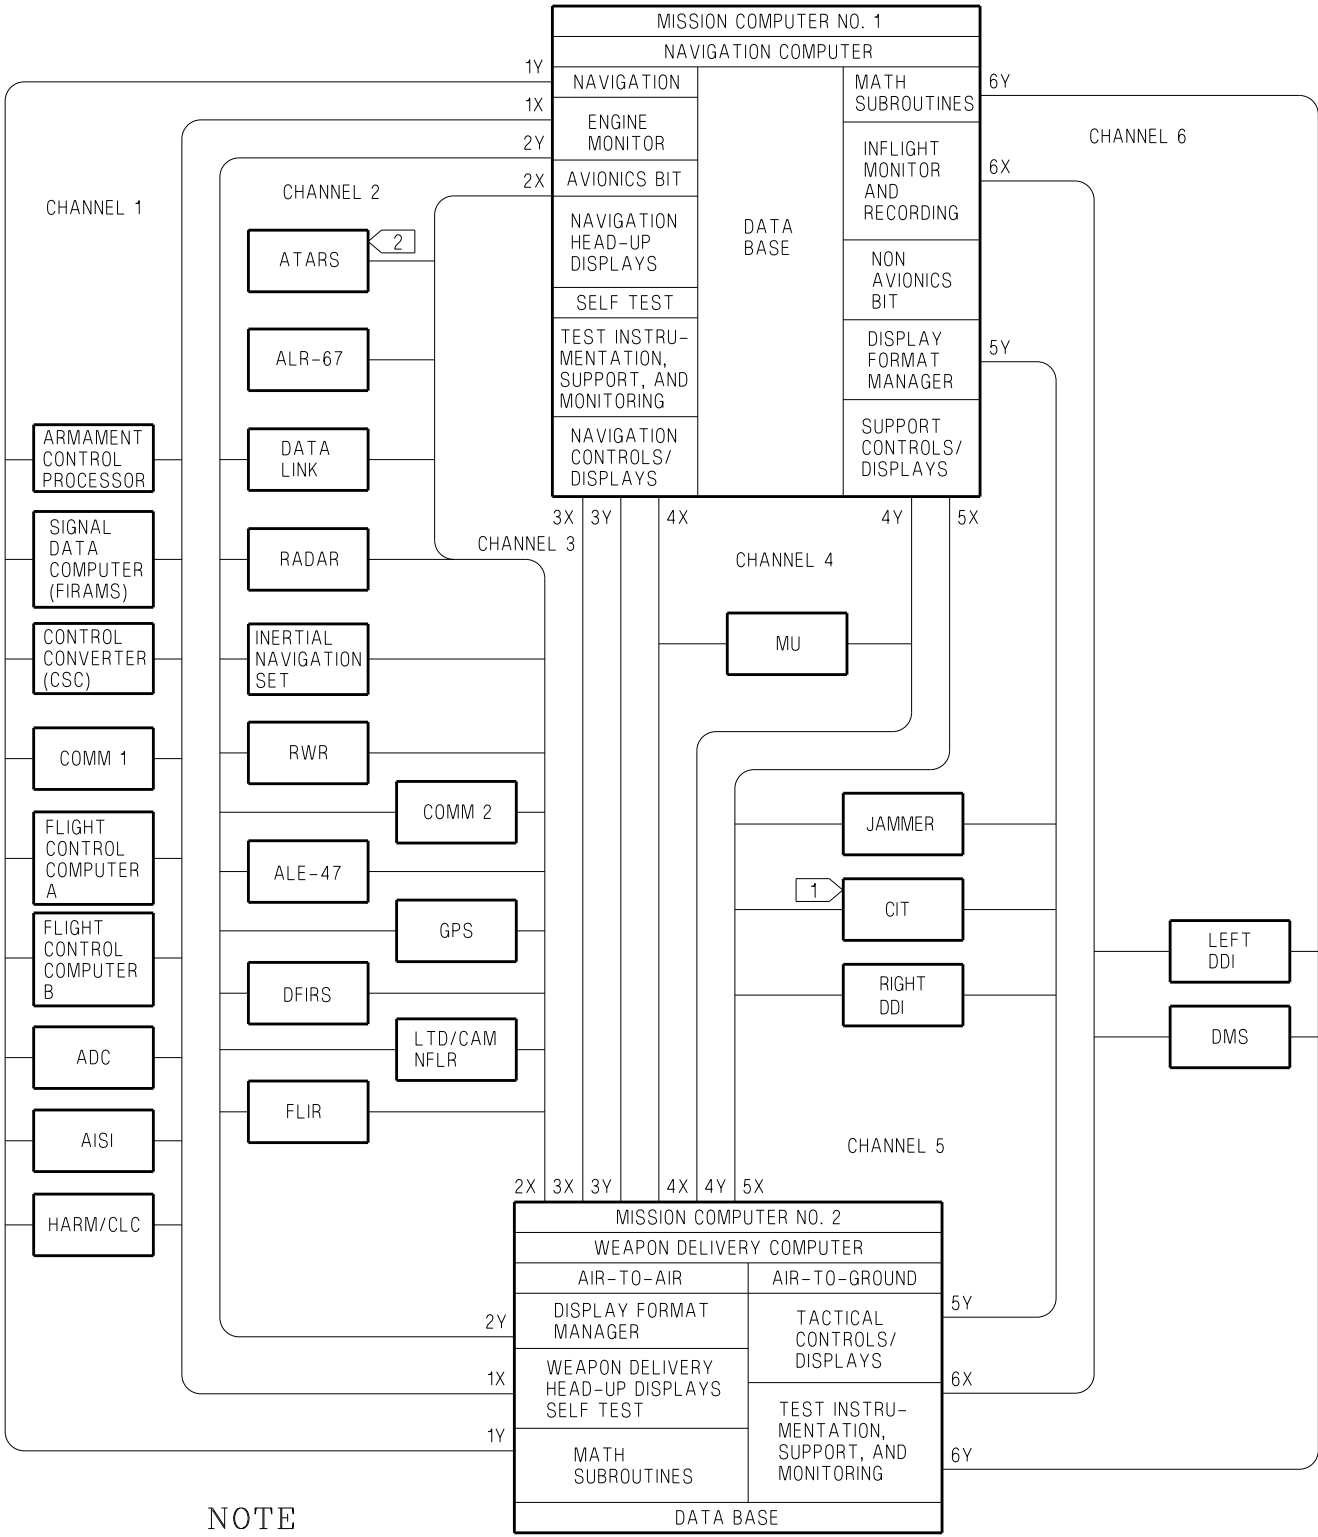 MISSION COMPUTER NO. 1
NAVIGATION COMPUTER
NAVIGATION
ENGINE
MONITOR
AVIONICS BIT
NAVIGATION
HEAD-UP
DISPLAYS
SELF TEST
TEST INSTRU-
MENTATION,
SUPPORT, AND
MONITORING
NAVIGATION
CONTROLS/
DISPLAYS
DATA
BASE
MATH
SUBROUTINES
INFLIGHT
MONITOR
AND
RECORDING
NON
AVIONICS
BIT
DISPLAY
FORMAT
MANAGER
SUPPORT
CONTROLS/
DISPLAYS
1Y
1X
2Y
2X
6Y
6X
5Y
3X
3Y
4X
4Y
5X
CHANNEL 1
ARMAMENT
CONTROL
PROCESSOR
SIGNAL
DATA
COMPUTER
(FIRAMS)
CONTROL
CONVERTER
(CSC)
COMM 1
FLIGHT
CONTROL
COMPUTER
A
FLIGHT
CONTROL
COMPUTER
B
ADC
AISI
HARM/CLC
CHANNEL 2
ATARS
2
ALR-67
DATA
LINK
RADAR
INERTIAL
NAVIGATION
SET
RWR
COMM 2
ALE-47
GPS
DFIRS
LTD/CAM
NFLR
FLIR
CHANNEL 3
CHANNEL 4
MU
JAMMER
1
CIT
RIGHT
DDI
CHANNEL 5
CHANNEL 6
LEFT
DDI
DMS
2X
3X
3Y
4X
4Y
5X
2Y
1X
1Y
5Y
6X
6Y
MISSION COMPUTER NO. 2
WEAPON DELIVERY COMPUTER
AIR-TO-AIR
AIR-TO-GROUND
DISPLAY FORMAT
MANAGER
WEAPON DELIVERY
HEAD-UP DISPLAYS
SELF TEST
MATH
SUBROUTINES
TACTICAL
CONTROLS/
DISPLAYS
TEST INSTRU-
MENTATION,
SUPPORT, AND
MONITORING
DATA BASE
NOTE